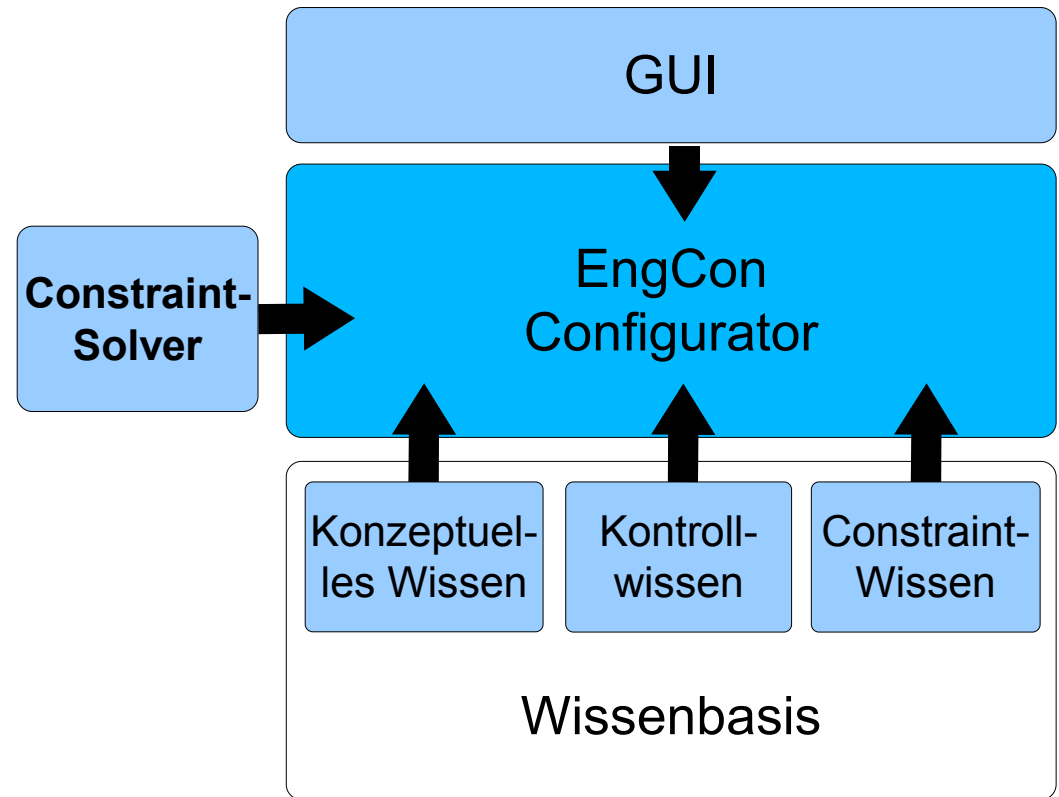 GUI
EngCon
Configurator
Constraint-
Solver
Konzeptuel-
les Wissen
Kontroll-
wissen
Constraint-
Wissen
Wissenbasis